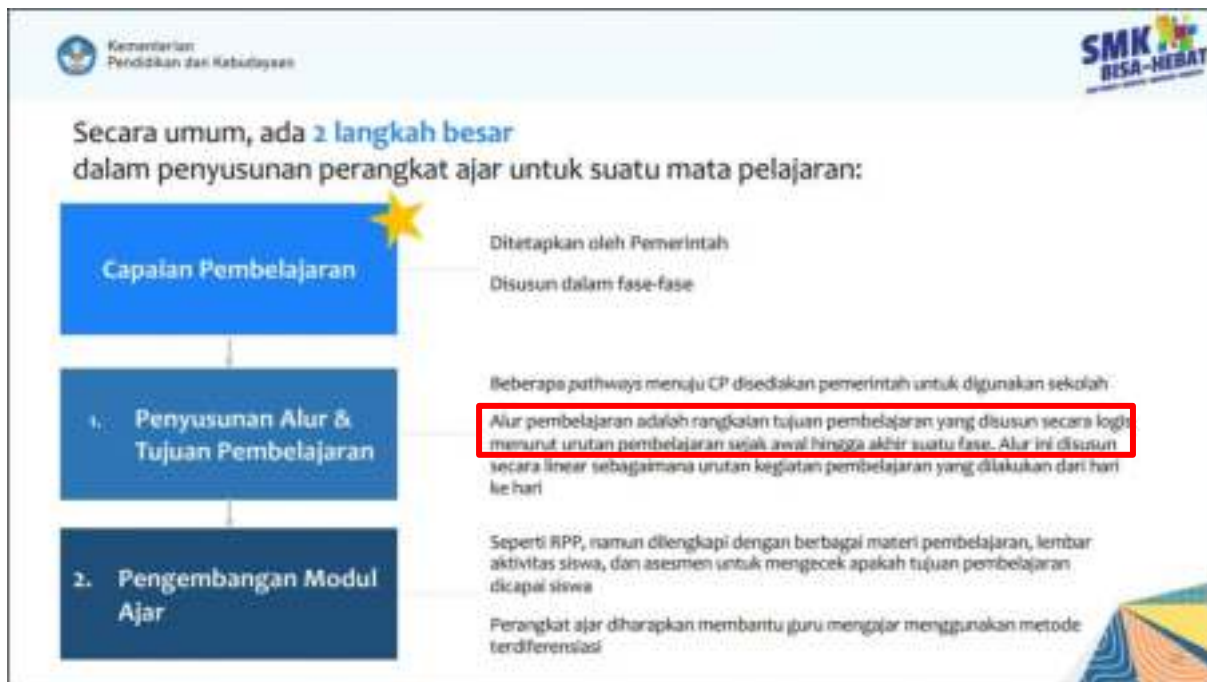 Kementerian
Pendidikan dan Kebudayaan
SMK
BISA-HEBAT
Secara umum, ada 2 langkah besar
dalam penyusunan perangkat ajar untuk suatu mata pelajaran:
Capaian Pembelajaran
Ditetapkan oleh Pemerintah
Disusun dalam fase-fase
1. Penyusunan Alur &
Tujuan Pembelajaran
Beberapa pathways menuju CP disediakan pemerintah untuk digunakan sekolah
Alur pembelajaran adalah rangkaian tujuan pembelajaran yang disusun secara logis
menurut urutan pembelajaran sejak awal hingga akhir suatu fase. Alur ini disusun
secara linear sebagaimana urutan kegiatan pembelajaran yang dilakukan dari hari
ke hari
2. Pengembangan Modul
Ajar
Seperti RPP, namun dilengkapi dengan berbagai materi pembelajaran, lembar
aktivitas siswa, dan asesmen untuk mengecek apakah tujuan pembelajaran
dicapai siswa
Perangkat ajar diharapkan membantu guru mengajar menggunakan metode
terdiferensiasi